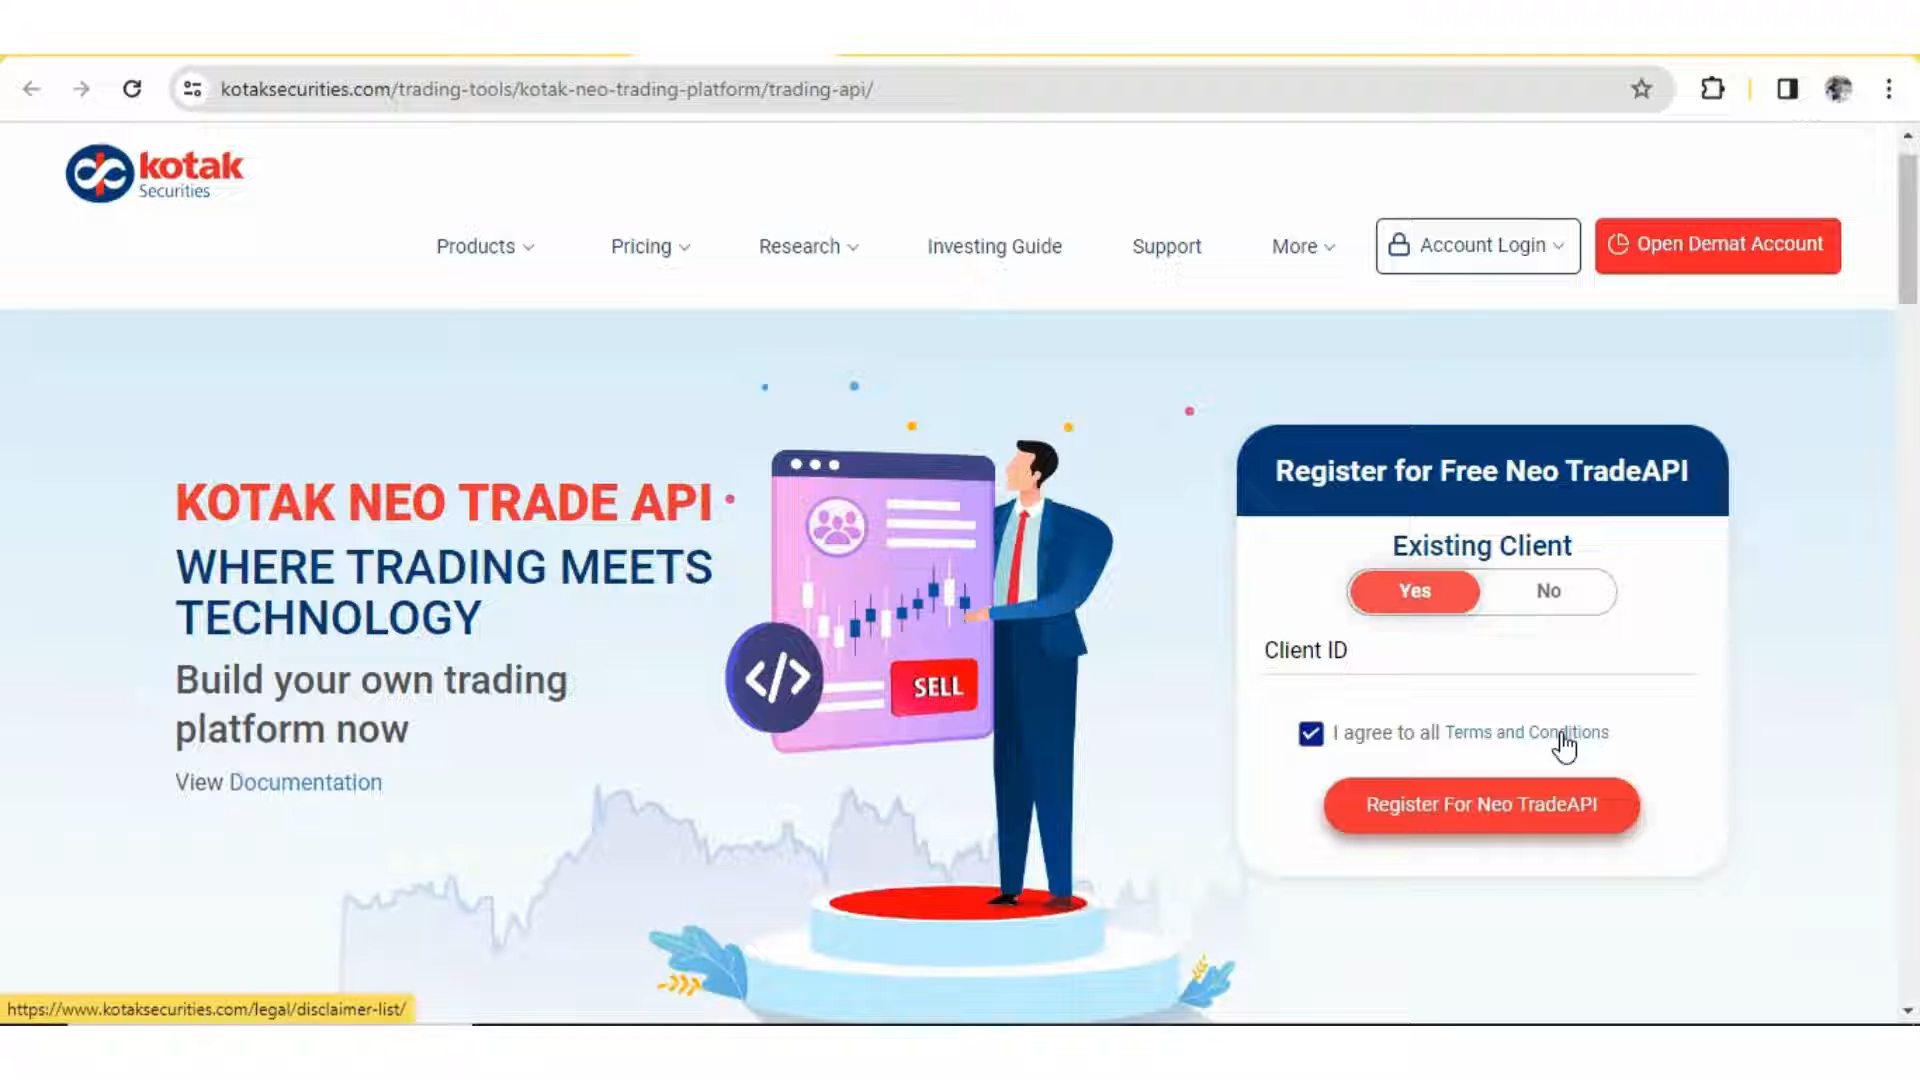 kotaksecurities.com/trading-tools/kotak-neo-trading-platform/trading-api/
kotak
Securities
Products
Pricing
Research
Investing Guide
Support
More
Account Login
Open Demat Account
KOTAK NEO TRADE API
WHERE TRADING MEETS
TECHNOLOGY
Build your own trading
platform now
View Documentation
</>
SELL
Register for Free Neo TradeAPI
Existing Client
Yes
No
Client ID
I agree to all Terms and Conditions
Register For Neo TradeAPI
https://www.kotaksecurities.com/legal/disclaimer-list/